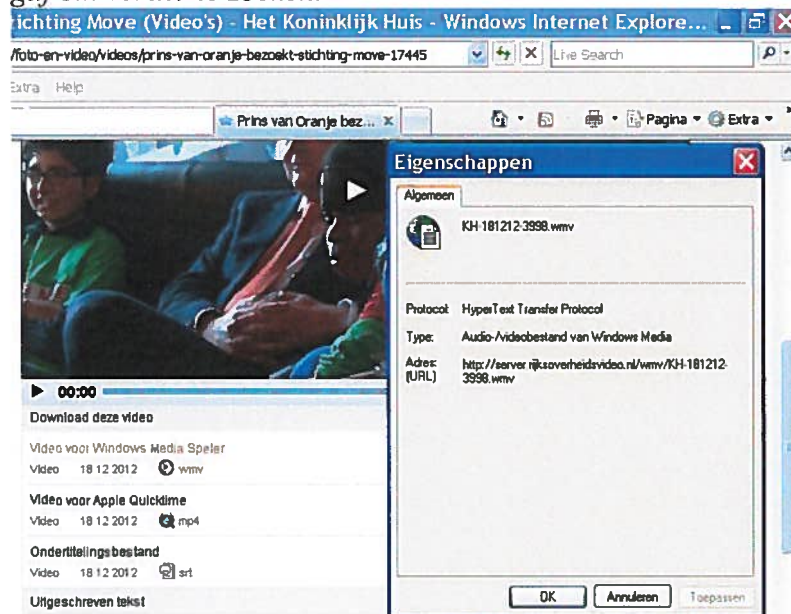 ichting Move (Video's) - Het Koninklijk Huis - Windows Internet Explore...
/foto-en-video/videos/prins-van-oranje-bezoekt-stichting-move-17445
Live Search
Extra Help
Prins van Oranje bez...
Pagina
Extra
Eigenschappen
Algemeen
KH-181212-3998.wmv
Protocol: HyperText Transfer Protocol
Type: Audio-/videobestand van Windows Media
Adres: http://server.rijksoverheidsvideo.nl/wmv/KH-181212-
(URL) 3998.wmv
00:00
Download deze video
Video voor Windows Media Speler
Video 18 12 2012 wmv
Video voor Apple Quicktime
Video 18 12 2012 mp4
Ondertitelingsbestand
Video 18 12 2012 srt
Uitgeschreven tekst
OK Annuleren Toepassen